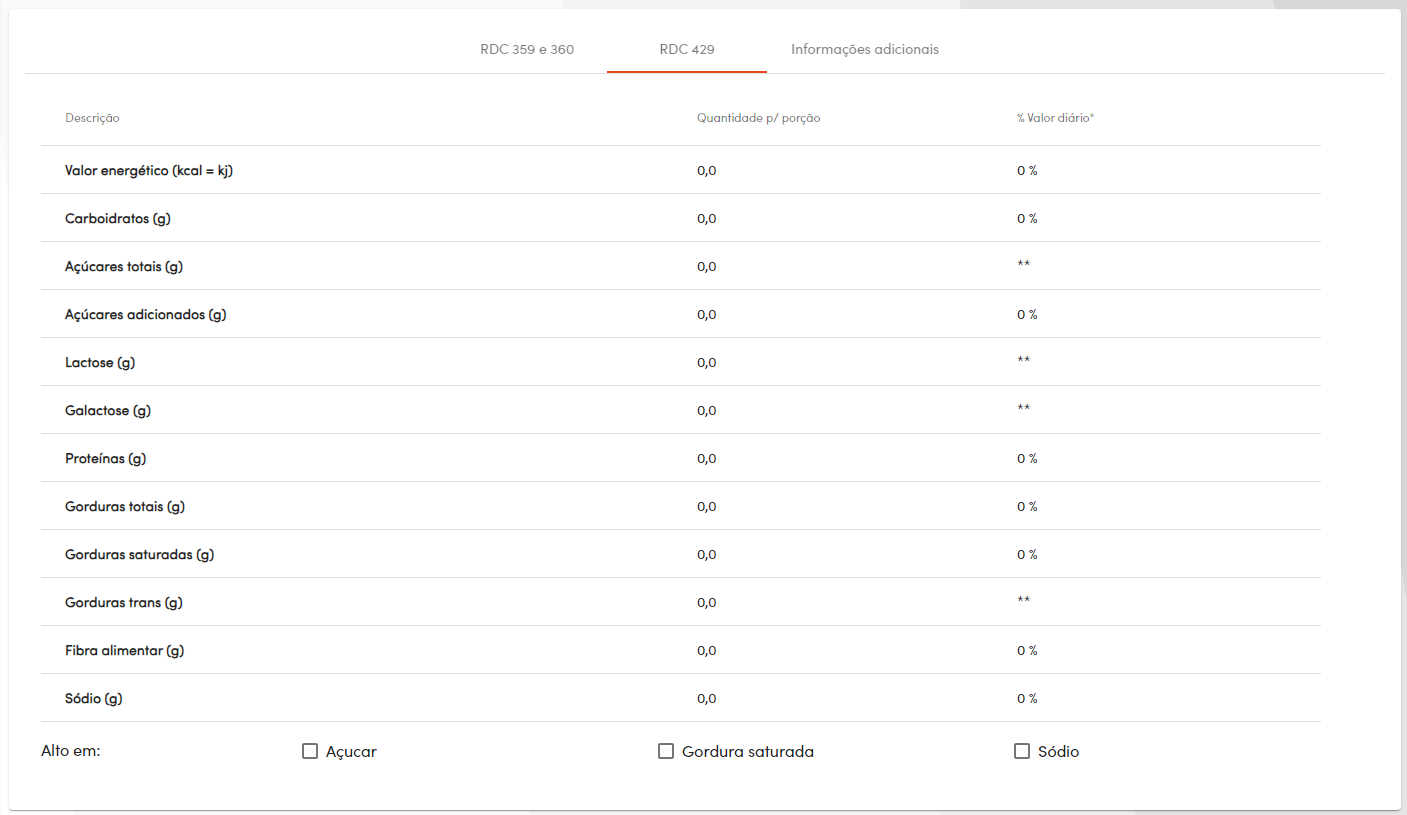 RDC 359 e 360 RDC 429 Informações adicionais
Descrição Quantidade p/ porção % Valor diário*
Valor energético (kcal = kj) 0,0 0 %
Carboidratos (g) 0,0 0 %
Açúcares totais (g) 0,0 **
Açúcares adicionados (g) 0,0 0 %
Lactose (g) 0,0 **
Galactose (g) 0,0 **
Proteínas (g) 0,0 0 %
Gorduras totais (g) 0,0 0 %
Gorduras saturadas (g) 0,0 0 %
Gorduras trans (g) 0,0 **
Fibra alimentar (g) 0,0 0 %
Sódio (g) 0,0 0 %
Alto em: Açucar Gordura saturada Sódio